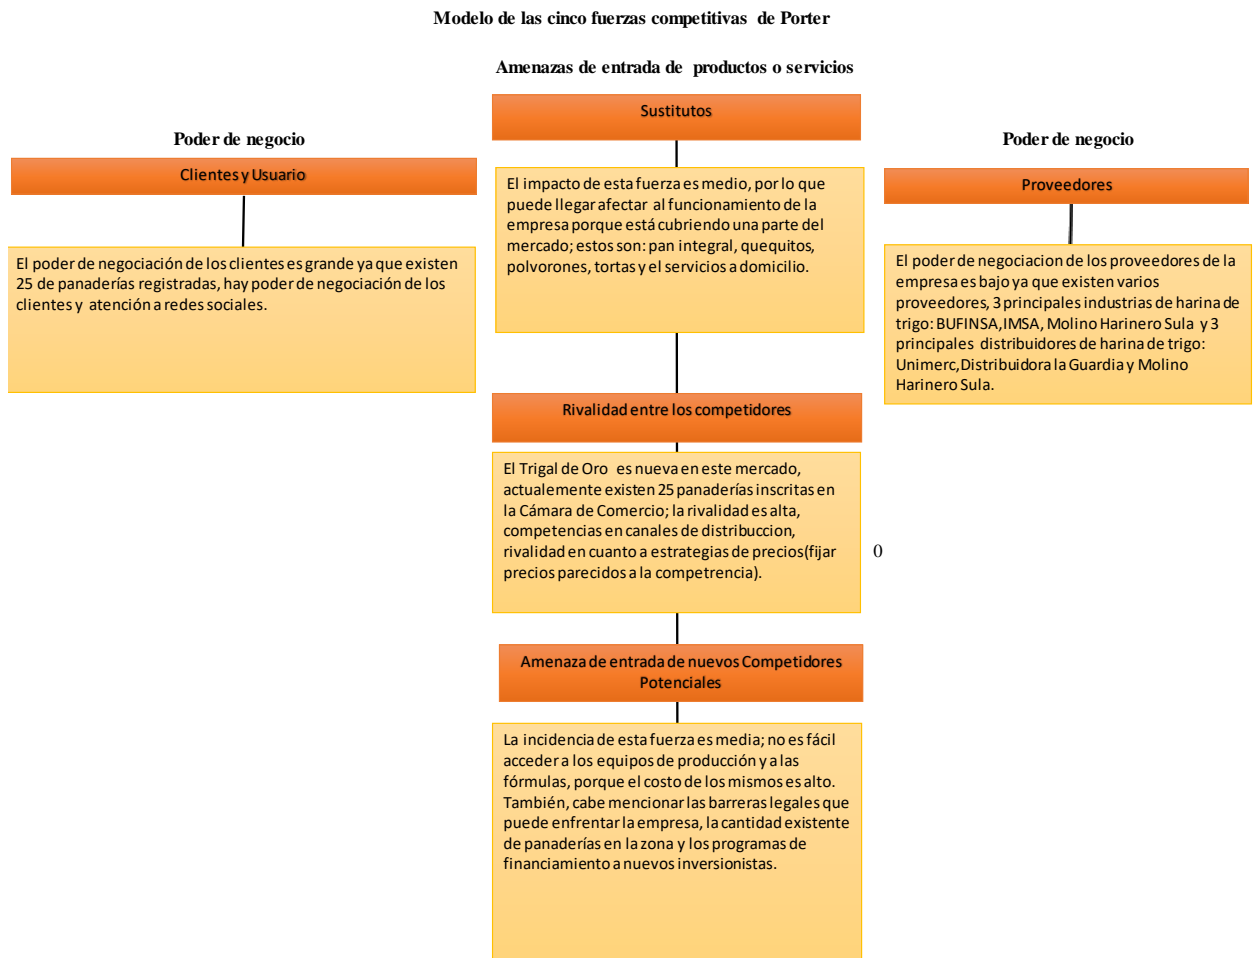 Modelo de las cinco fuerzas competitivas de Porter
Amenazas de entrada de productos o servicios
Sustitutos
El impacto de esta fuerza es medio, por lo que
puede llegar afectar al funcionamiento de la
empresa porque está cubriendo una parte del
mercado; estos son: pan integral, quequitos,
polvorones, tortas y el servicios a domicilio.
Poder de negocio
Clientes y Usuario
El poder de negociación de los clientes es grande ya que existen
25 de panaderías registradas, hay poder de negociación de los
clientes y atención a redes sociales.
Poder de negocio
Proveedores
El poder de negociacion de los proveedores de la
empresa es bajo ya que existen varios
proveedores, 3 principales industrias de harina de
trigo: BUFINSA,IMSA, Molino Harinero Sula y 3
principales distribuidores de harina de trigo:
Unimerc,Distribuidora la Guardia y Molino
Harinero Sula.
Rivalidad entre los competidores
El Trigal de Oro es nueva en este mercado,
actualemente existen 25 panaderías inscritas en
la Cámara de Comercio; la rivalidad es alta,
competencias en canales de distribuccion,
rivalidad en cuanto a estrategias de precios(fijar
precios parecidos a la competrencia).
0
Amenaza de entrada de nuevos Competidores
Potenciales
La incidencia de esta fuerza es media; no es fácil
acceder a los equipos de producción y a las
fórmulas, porque el costo de los mismos es alto.
También, cabe mencionar las barreras legales que
puede enfrentar la empresa, la cantidad existente
de panaderías en la zona y los programas de
financiamiento a nuevos inversionistas.